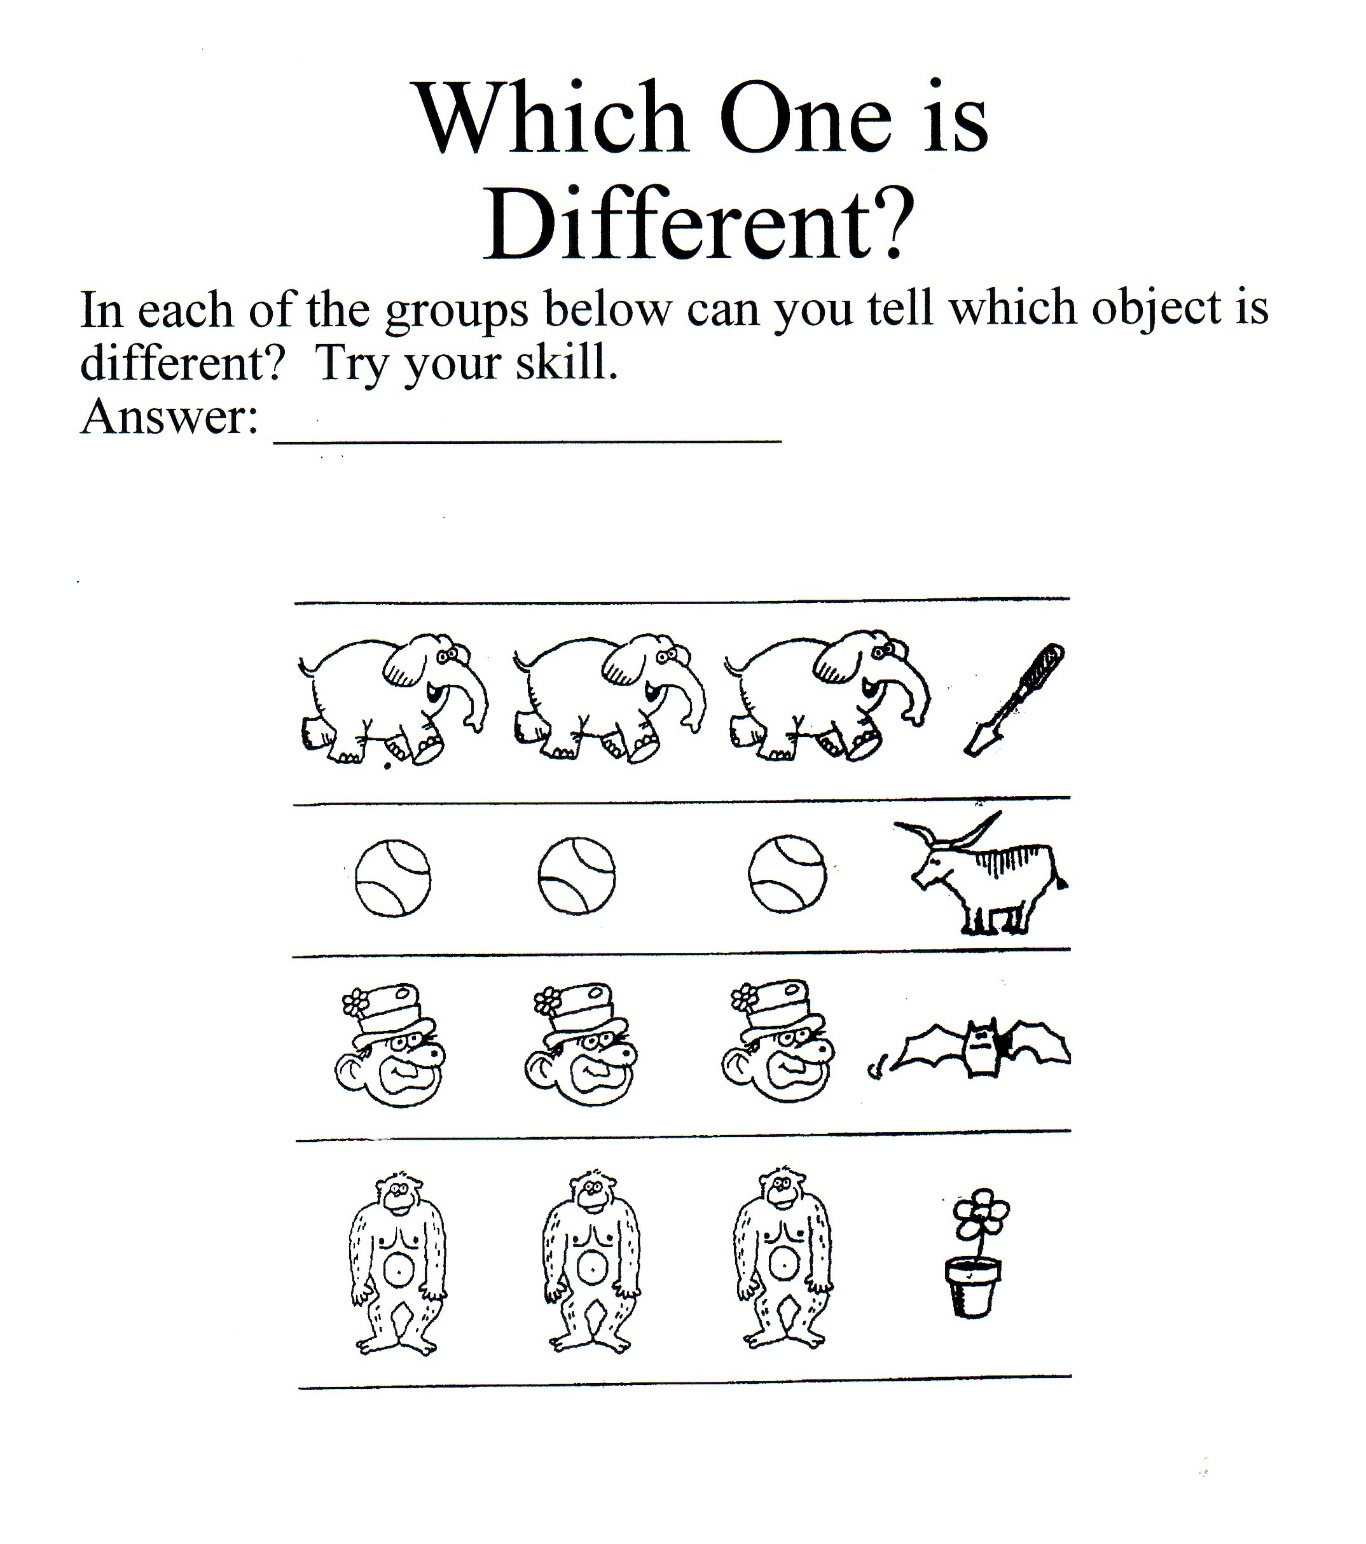 Which One is
Different?
In each of the groups below can you tell which object is
different? Try your skill.
Answer: